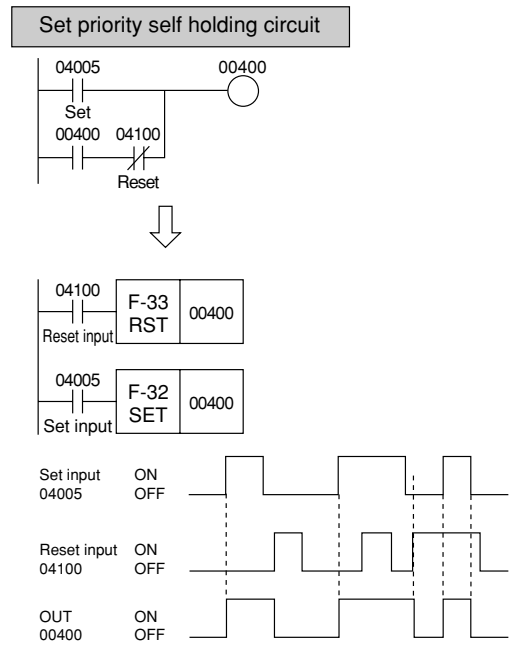 Set priority self holding circuit
04005 00400
Set
00400 04100
Reset
04100
F-33
RST
00400
Reset input
04005
F-32
SET
00400
Set input
Set input ON
04005 OFF
Reset input ON
04100 OFF
OUT ON
00400 OFF